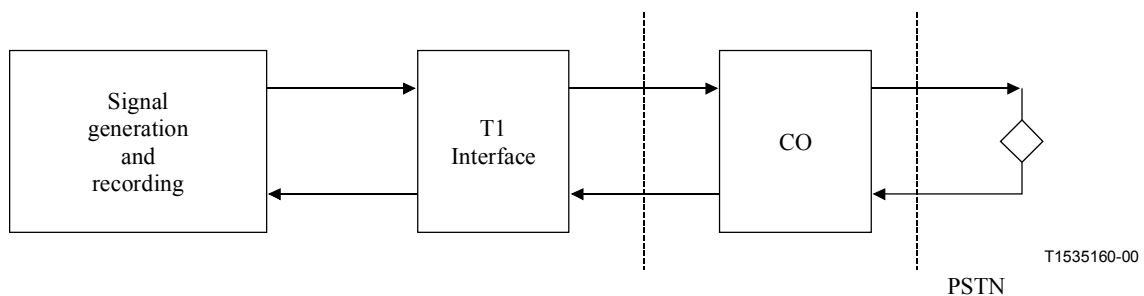 Signal
generation
and
recording
T1
Interface
CO
T1535160-00
PSTN